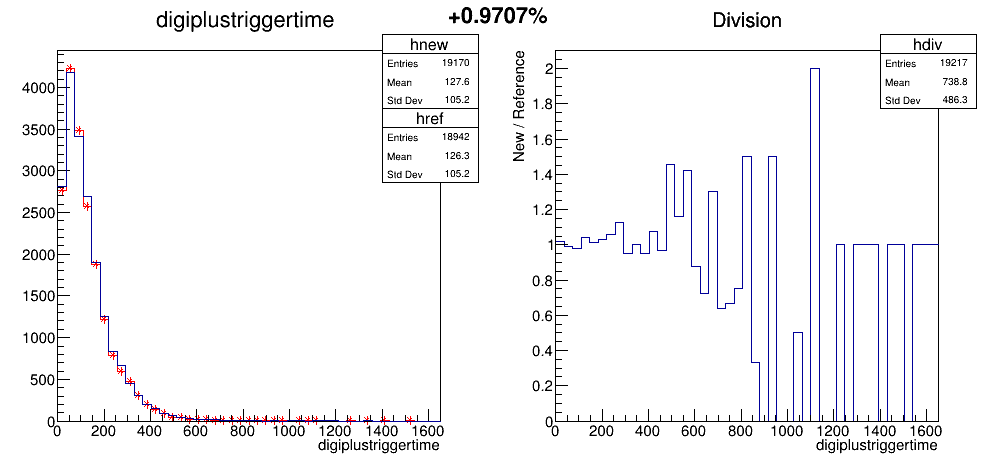 digiplustriggertime
+0.9707%
Division
hnew
Entries 19170
Mean 127.6
Std Dev 105.2
href
Entries 18942
Mean 126.3
Std Dev 105.2
4000
3500
3000
2500
2000
1500
1000
500
0
0 200 400 600 800 1000 1200 1400 1600
digiplustriggertime
hdiv
Entries 19217
Mean 738.8
Std Dev 486.3
New / Reference
2
1.8
1.6
1.4
1.2
1
0.8
0.6
0.4
0.2
0
0 200 400 600 800 1000 1200 1400 1600
digiplustriggertime